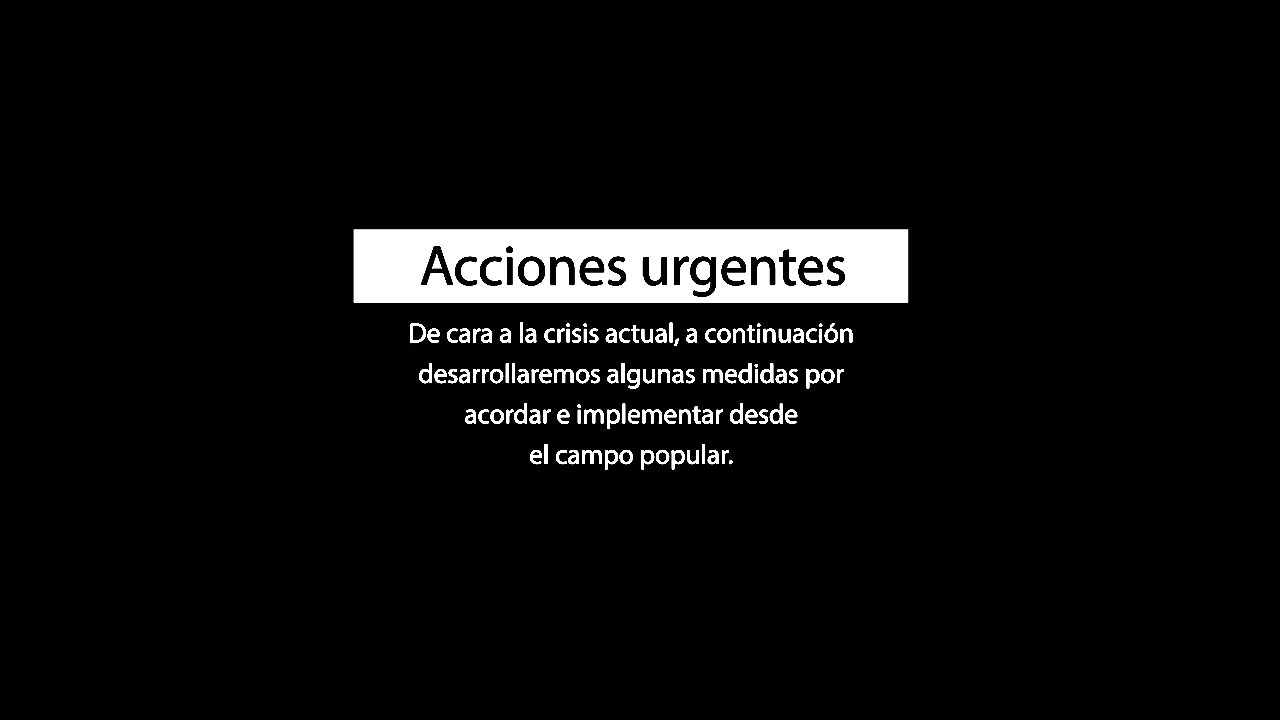 Acciones urgentes
De cara a la crisis actual, a continuación
desarrollaremos algunas medidas por
acordar e implementar desde
el campo popular.